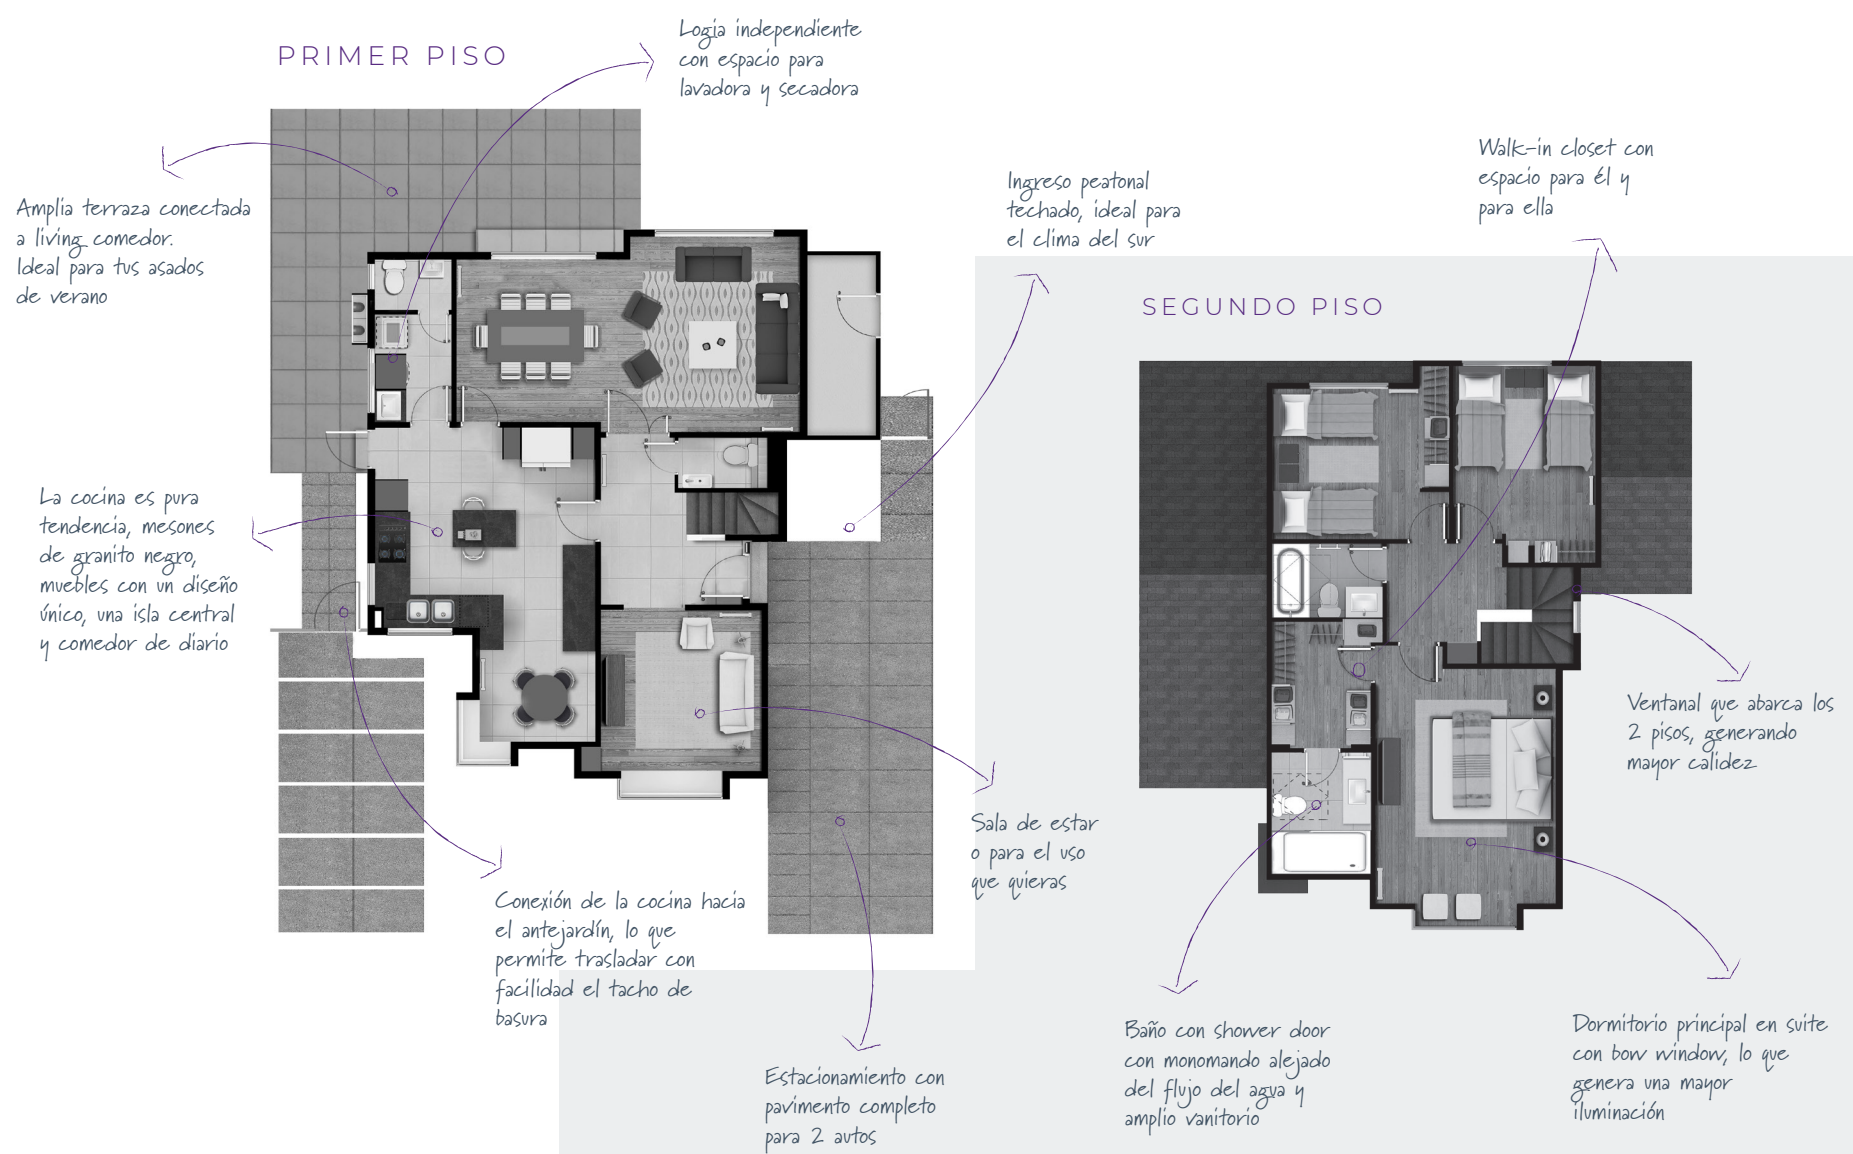 PRIMER PISO
Logia independiente
con espacio para
lavadora y secadora
Amplia terraza conectada
a living comedor.
Ideal para tus asados
de verano
La cocina es pura
tendencia, mesones
de granito negro,
muebles con un diseño
único, una isla central
y comedor de diario
Conexión de la cocina hacia
el antejardín, lo que
permite trasladar con
facilidad el tacho de
basura
Estacionamiento con
pavimento completo
para 2 autos
Sala de estar
o para el uso
que quieras
Ingreso peatonal
techado, ideal para
el clima del sur
SEGUNDO PISO
Walk-in closet con
espacio para él y
para ella
Ventanal que abarca los
2 pisos, generando
mayor calidez
Baño con shower door
con monomando alejado
del flujo del agua y
amplio vanitorio
Dormitorio principal en suite
con bow window, lo que
genera una mayor
iluminación